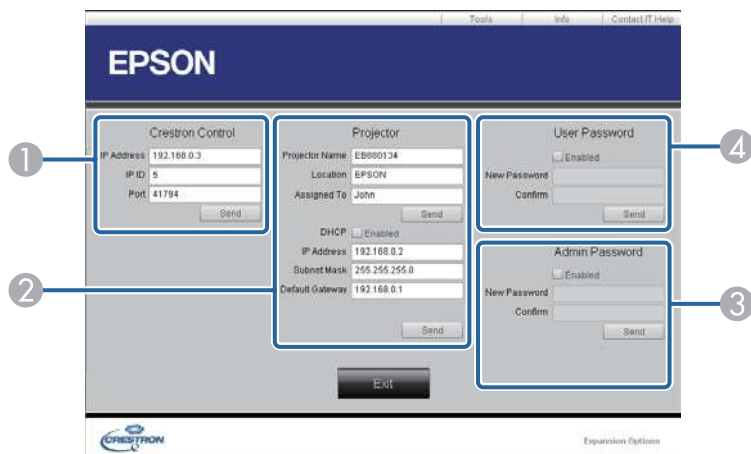 Tools Info Contact IT Help
EPSON
1
Crestron Control
IP Address 192.168.0.3
IP ID 5
Port 41794
Send
2
Projector
Projector Name EB880134
Location EPSON
Assigned To John
Send
DHCP Enabled
IP Address 192.168.0.2
Subnet Mask 255.255.255.0
Default Gateway 192.168.0.1
Send
4
User Password
Enabled
New Password
Confirm
Send
3
Admin Password
Enabled
New Password
Confirm
Send
Exit
CRESTRON
Expansion Options